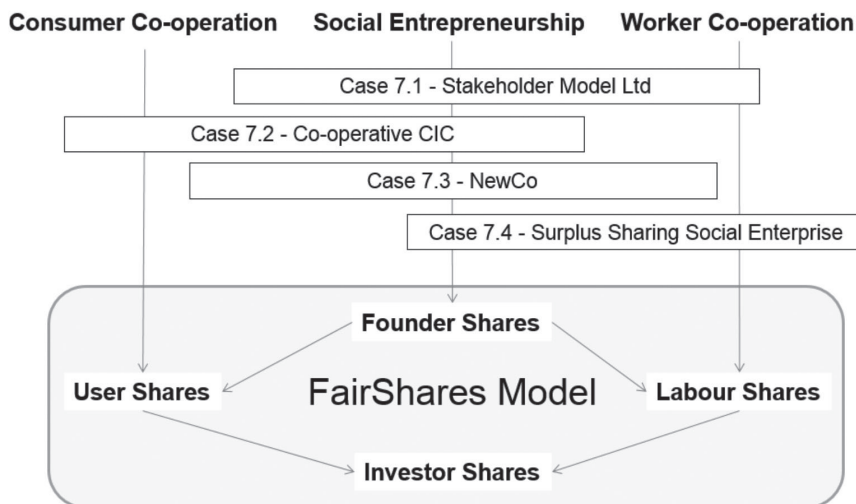 Consumer Co-operation
Social Entrepreneurship
Worker Co-operation
Case 7.1 - Stakeholder Model Ltd
Case 7.2 - Co-operative CIC
Case 7.3 - NewCo
Case 7.4 - Surplus Sharing Social Enterprise
Founder Shares
User Shares
FairShares Model
Labour Shares
Investor Shares